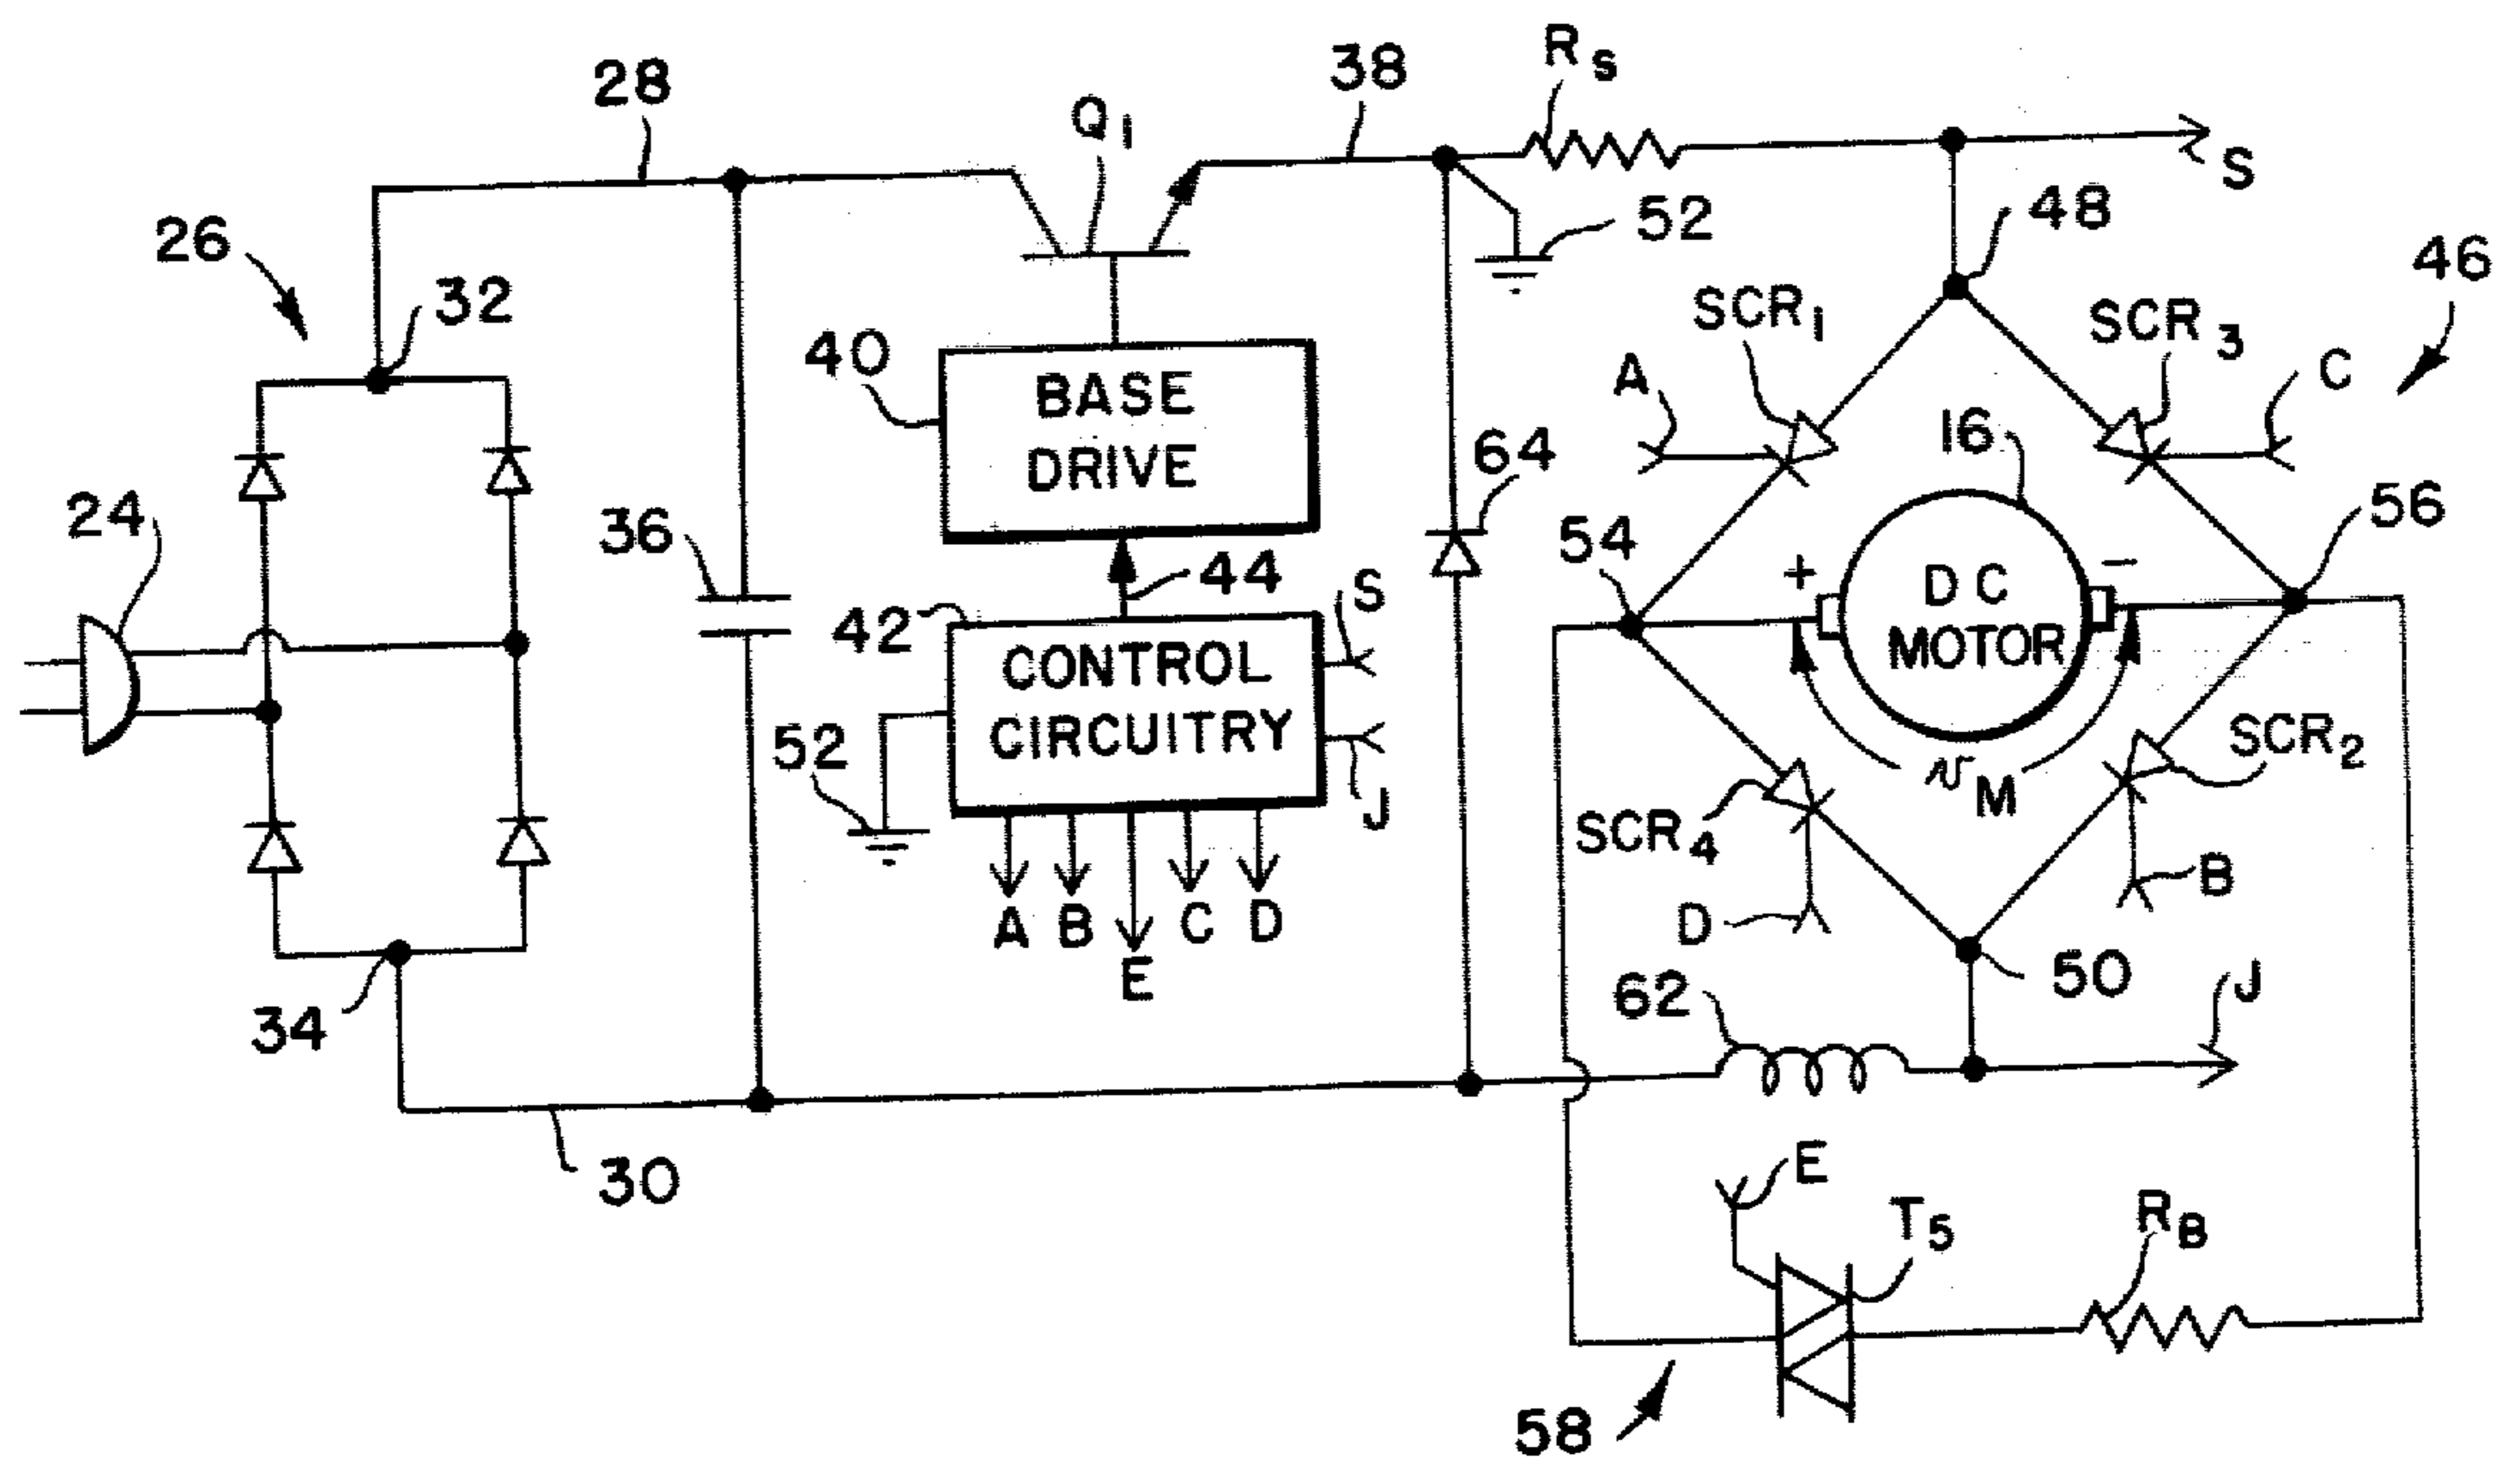 28
Q1
38
RS
S
26
32
52
48
46
SCR1
SCR3
40
BASE
DRIVE
A
C
16
24
36
64
54
56
44
+
−
DC
MOTOR
42
CONTROL
CIRCUITRY
S
J
52
SCR2
M
SCR4
B
D
A
B
E
C
D
34
50
62
J
30
E
T5
RB
58